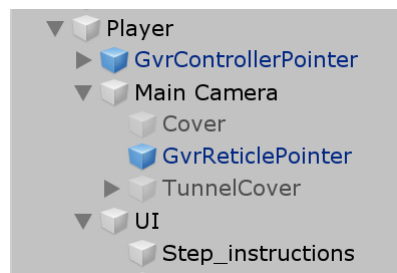 Player
GvrControllerPointer
Main Camera
Cover
GvrReticlePointer
TunnelCover
UI
Step_instructions